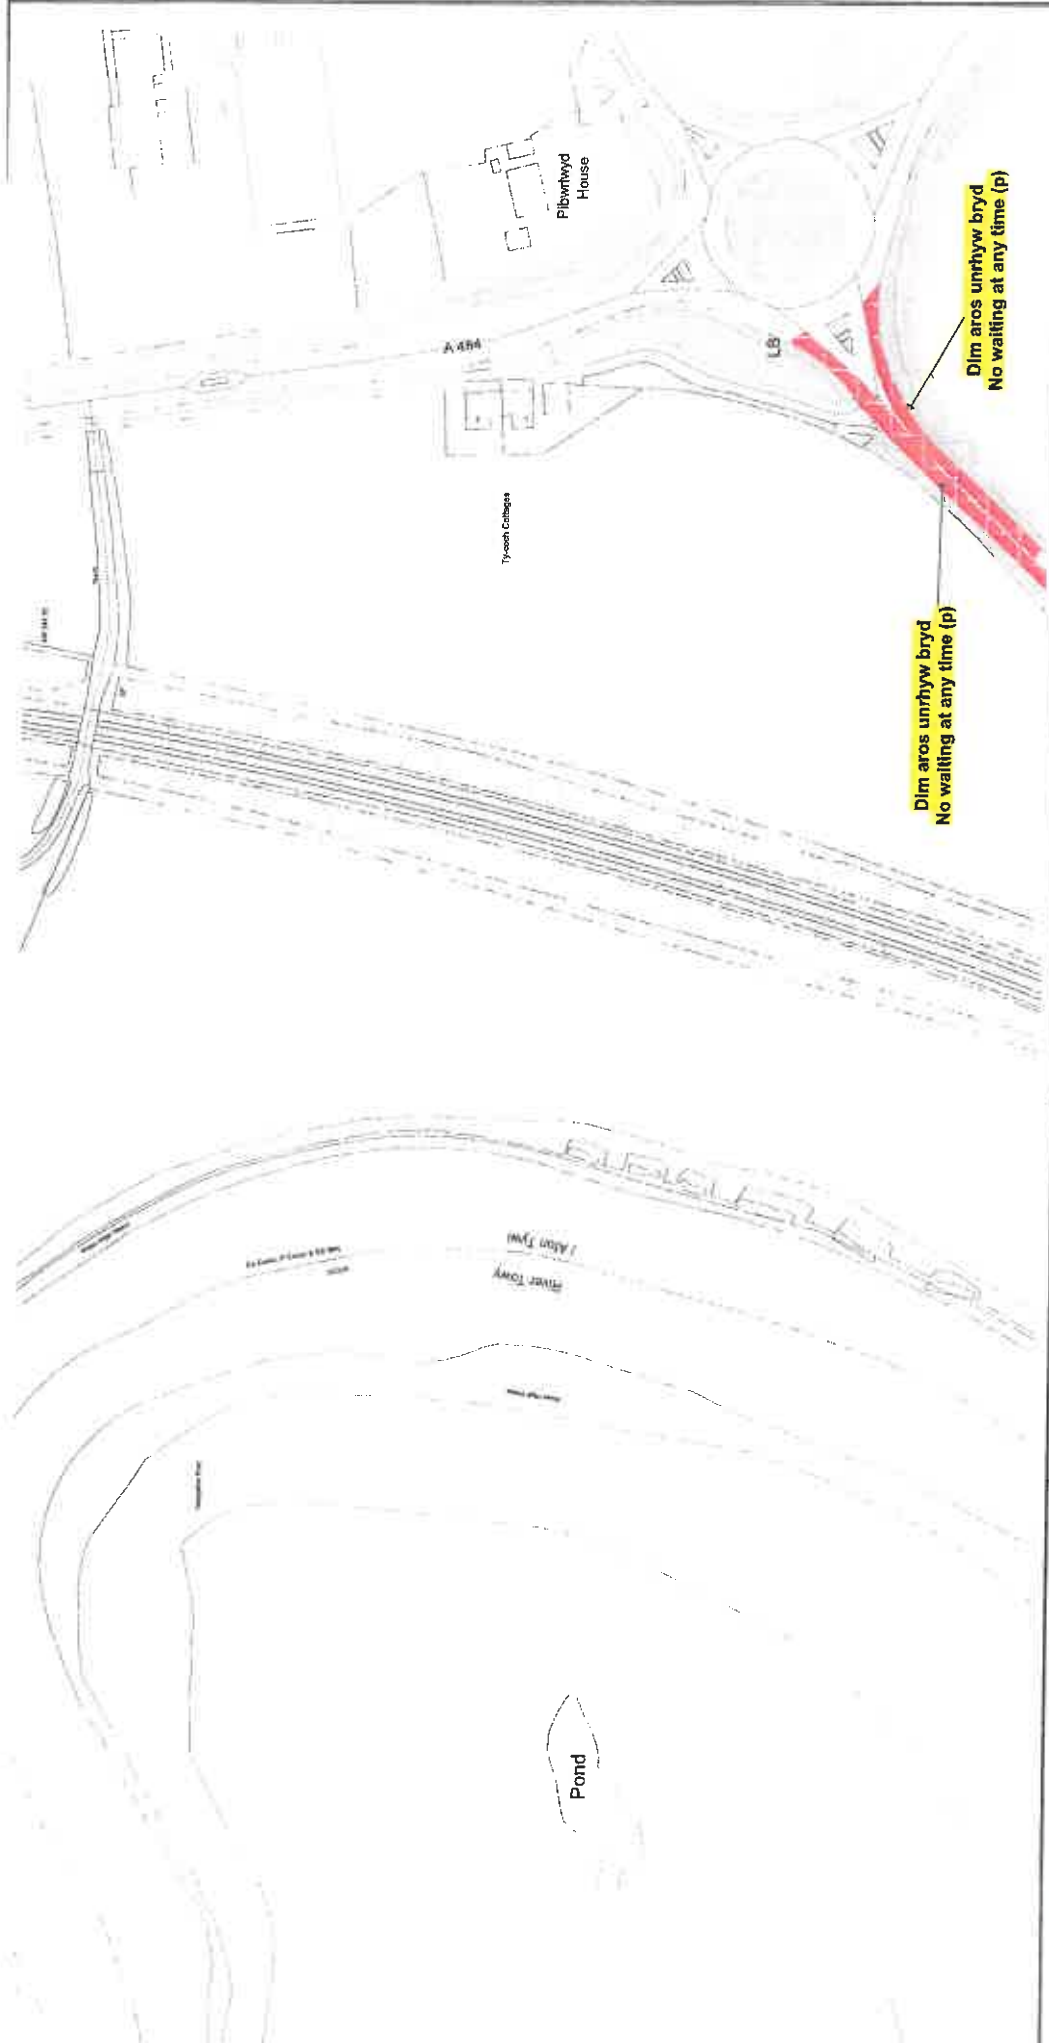 Pibwrlwyd
House
A 484
LB
Dim aros unrhyw bryd
No waiting at any time (p)
Ty-coch Cottages
Dim aros unrhyw bryd
No waiting at any time (p)
/ Afon Tywi
River Towy
Pond